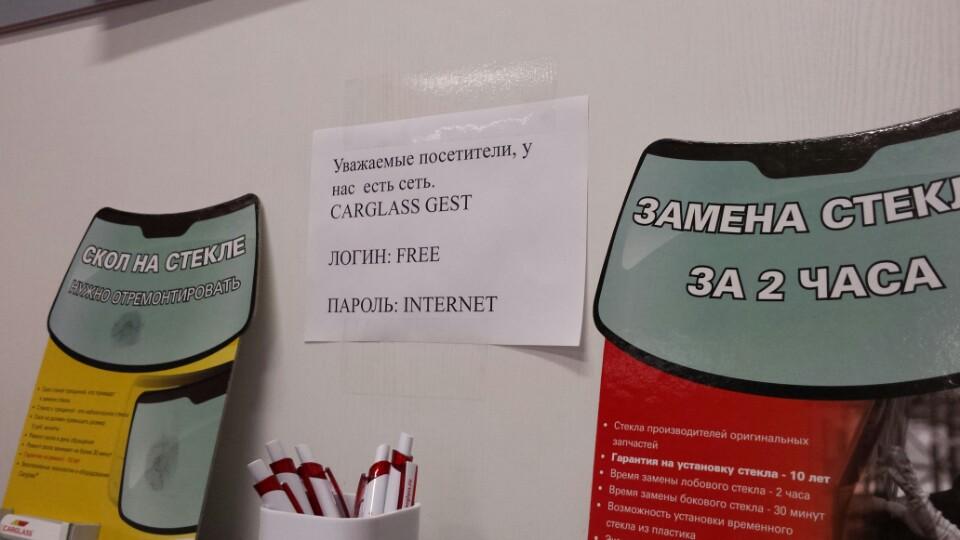 Уважаемые посетители, у
нас есть сеть.
CARGLASS GEST
ЛОГИН: FREE
ПАРОЛЬ: INTERNET
СКОЛ НА СТЕКЛЕ
НУЖНО ОТРЕМОНТИРОВАТЬ
CARGLASS
ЗАМЕНА СТЕКЛ
ЗА 2 ЧАСА
• Стекла производителей оригинальных
запчастей
• Гарантия на установку стекла - 10 лет
• Время замены лобового стекла - 2 часа
• Время замены бокового стекла - 30 минут
• Возможность установки временного
стекла из пластика